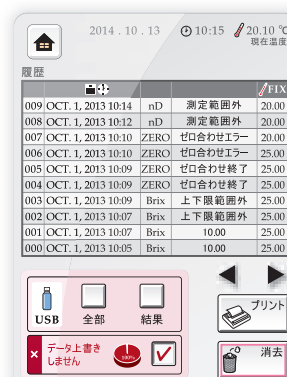 2014 . 10 . 13 10:15 20.10 ℃
現在温度
履歴
FIX
009 OCT. 1, 2013 10:14 nD 測定範囲外 20.00
008 OCT. 1, 2013 10:12 nD 測定範囲外 20.00
007 OCT. 1, 2013 10:10 ZERO ゼロ合わせエラー 20.00
006 OCT. 1, 2013 10:10 ZERO ゼロ合わせエラー 25.00
005 OCT. 1, 2013 10:09 ZERO ゼロ合わせ終了 25.00
004 OCT. 1, 2013 10:09 ZERO ゼロ合わせ終了 25.00
003 OCT. 1, 2013 10:09 Brix 上下限範囲外 25.00
002 OCT. 1, 2013 10:07 Brix 上下限範囲外 25.00
001 OCT. 1, 2013 10:07 Brix 10.00 25.00
000 OCT. 1, 2013 10:05 Brix 10.00 25.00
USB 全部 結果
プリント
データ上書き
しません
100%
消去